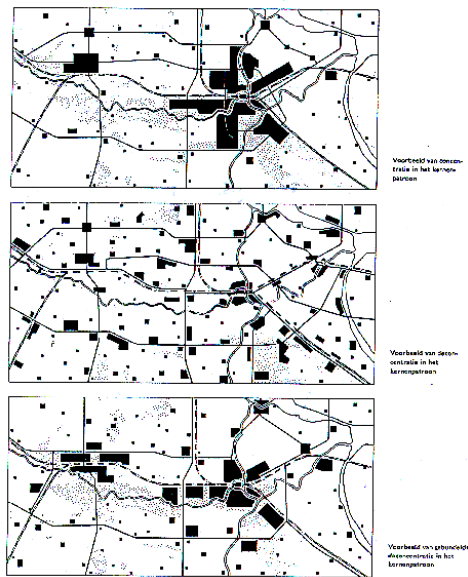 Voorbeeld van concen-
tratie in het kernen-
patroon
Voorbeeld van decon-
centratie in het
kernenpatroon
Voorbeeld van gebundelde
deconcentratie in het
kernenpatroon